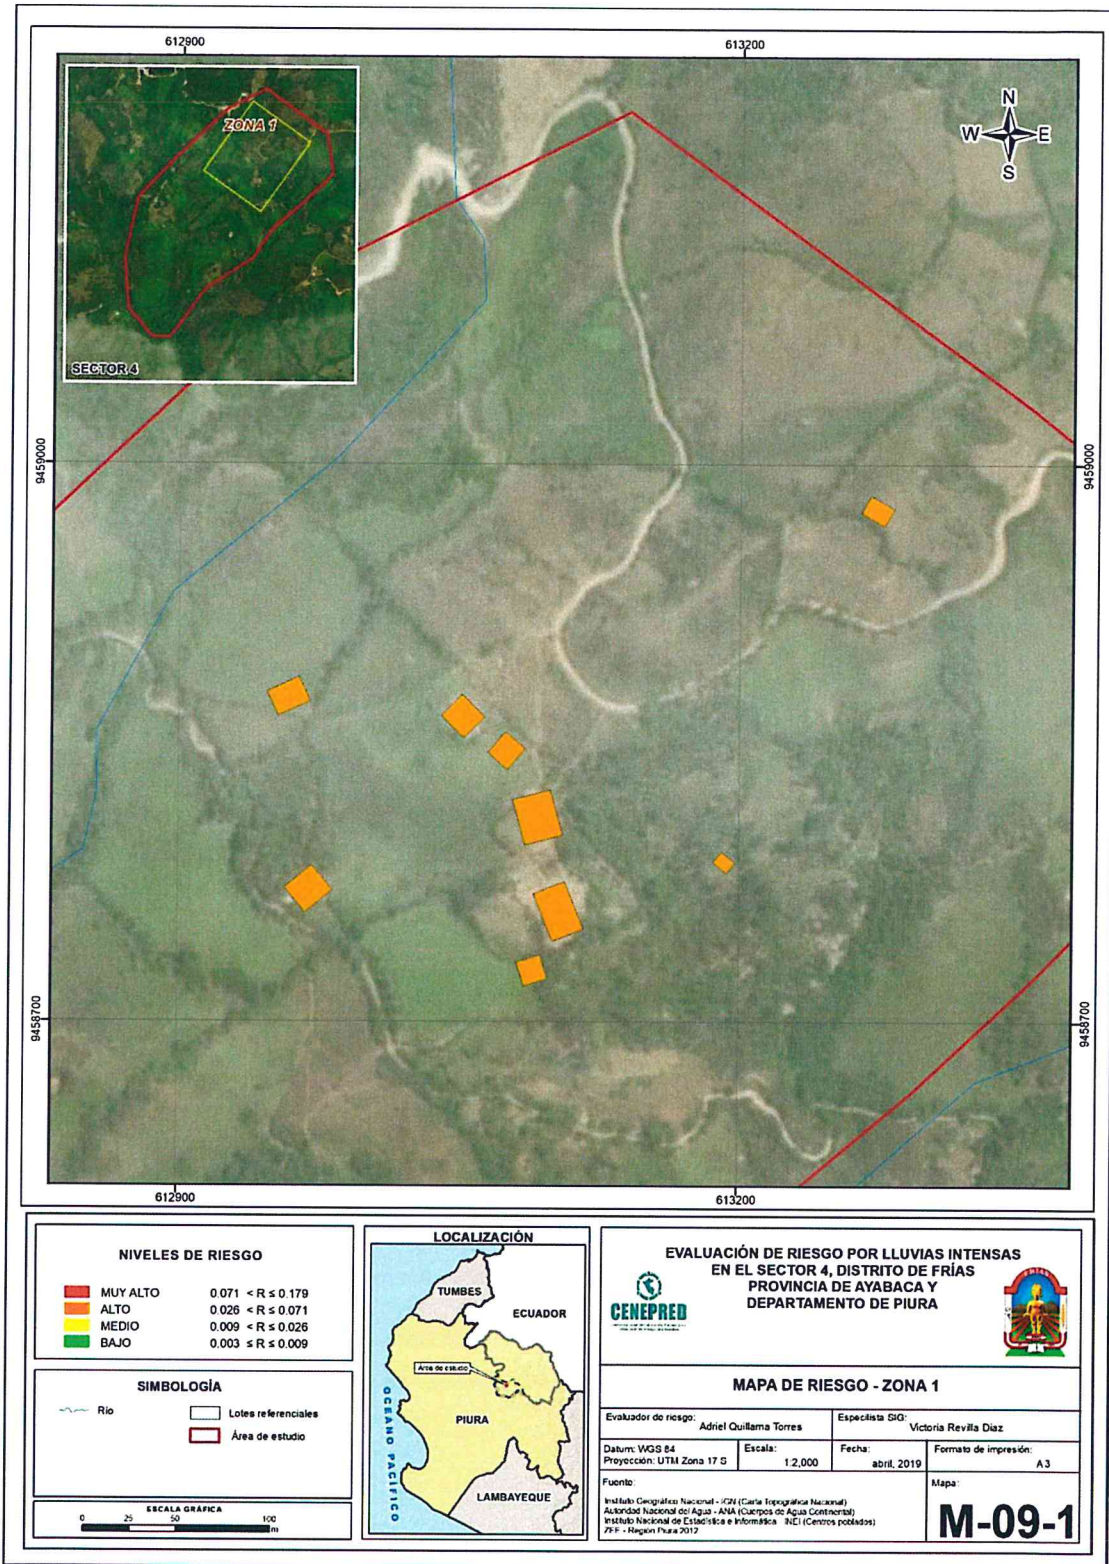 612900
613200
ZONA 1
SECTOR 4
N
W
E
S
9459000
9459000
9458700
9458700
612900
613200
NIVELES DE RIESGO
MUY ALTO 0.071 < R ≤ 0.179
ALTO 0.026 < R ≤ 0.071
MEDIO 0.009 < R ≤ 0.026
BAJO 0.003 ≤ R ≤ 0.009
SIMBOLOGÍA
Rio
Lotes referenciales
Área de estudio
ESCALA GRÁFICA
0 25 50 100
m
LOCALIZACIÓN
TUMBES
ECUADOR
Área de estudio
PIURA
OCEANO PACIFICO
LAMBAYEQUE
EVALUACIÓN DE RIESGO POR LLUVIAS INTENSAS
EN EL SECTOR 4, DISTRITO DE FRÍAS
PROVINCIA DE AYABACA Y
DEPARTAMENTO DE PIURA
CENEPRED
FRIAS
MAPA DE RIESGO - ZONA 1
Evaluador de riesgo:
Adriel Quillama Torres
Especilista SIG:
Victoria Revilla Diaz
Datum: WGS 84
Proyección: UTM Zona 17 S
Escala:
1:2,000
Fecha:
abril, 2019
Formato de impresión:
A3
Fuente:
Instituto Geográfico Nacional - IGN (Carta Topográfica Nacional)
Autoridad Nacional del Agua - ANA (Cuerpos de Agua Continental)
Instituto Nacional de Estadística e Informática - INEI (Centros poblados)
ZEE - Región Piura 2012
Mapa:
M-09-1